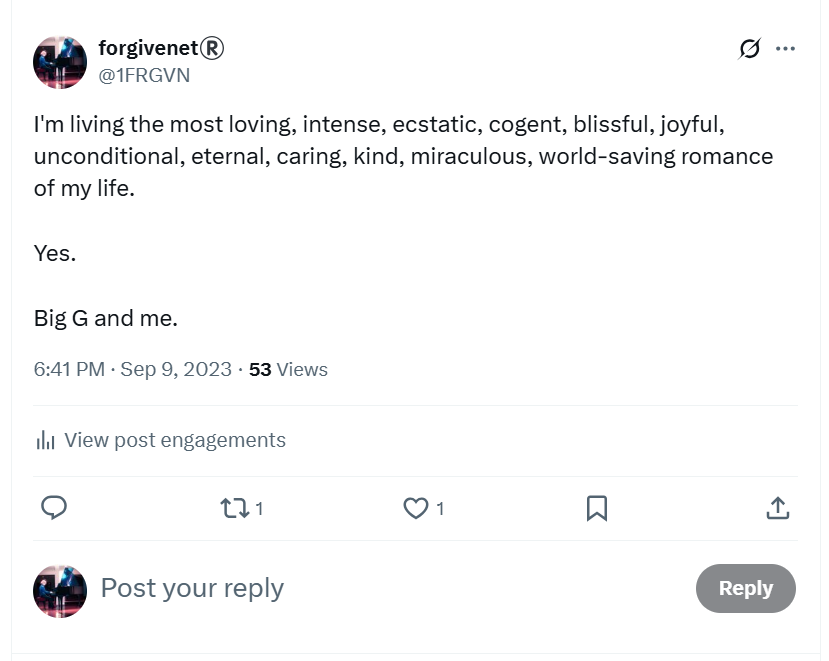 forgivenet®
@1FRGVN
I'm living the most loving, intense, ecstatic, cogent, blissful, joyful,
unconditional, eternal, caring, kind, miraculous, world-saving romance
of my life.
Yes.
Big G and me.
6:41 PM · Sep 9, 2023 · 53 Views
View post engagements
1
1
Post your reply
Reply